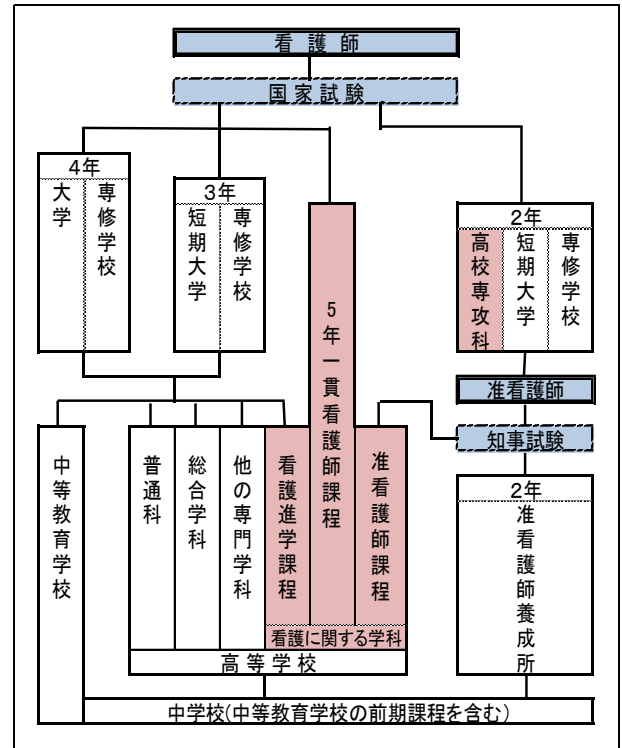 看護師
国家試験
4年
大学
専修学校
3年
短期大学
専修学校
5年一貫看護師課程
2年
高校専攻科
短期大学
専修学校
准看護師
知事試験
中等教育学校
普通科
総合学科
他の専門学科
看護進学課程
准看護師課程
看護に関する学科
高等学校
2年
准看護師養成所
中学校(中等教育学校の前期課程を含む)